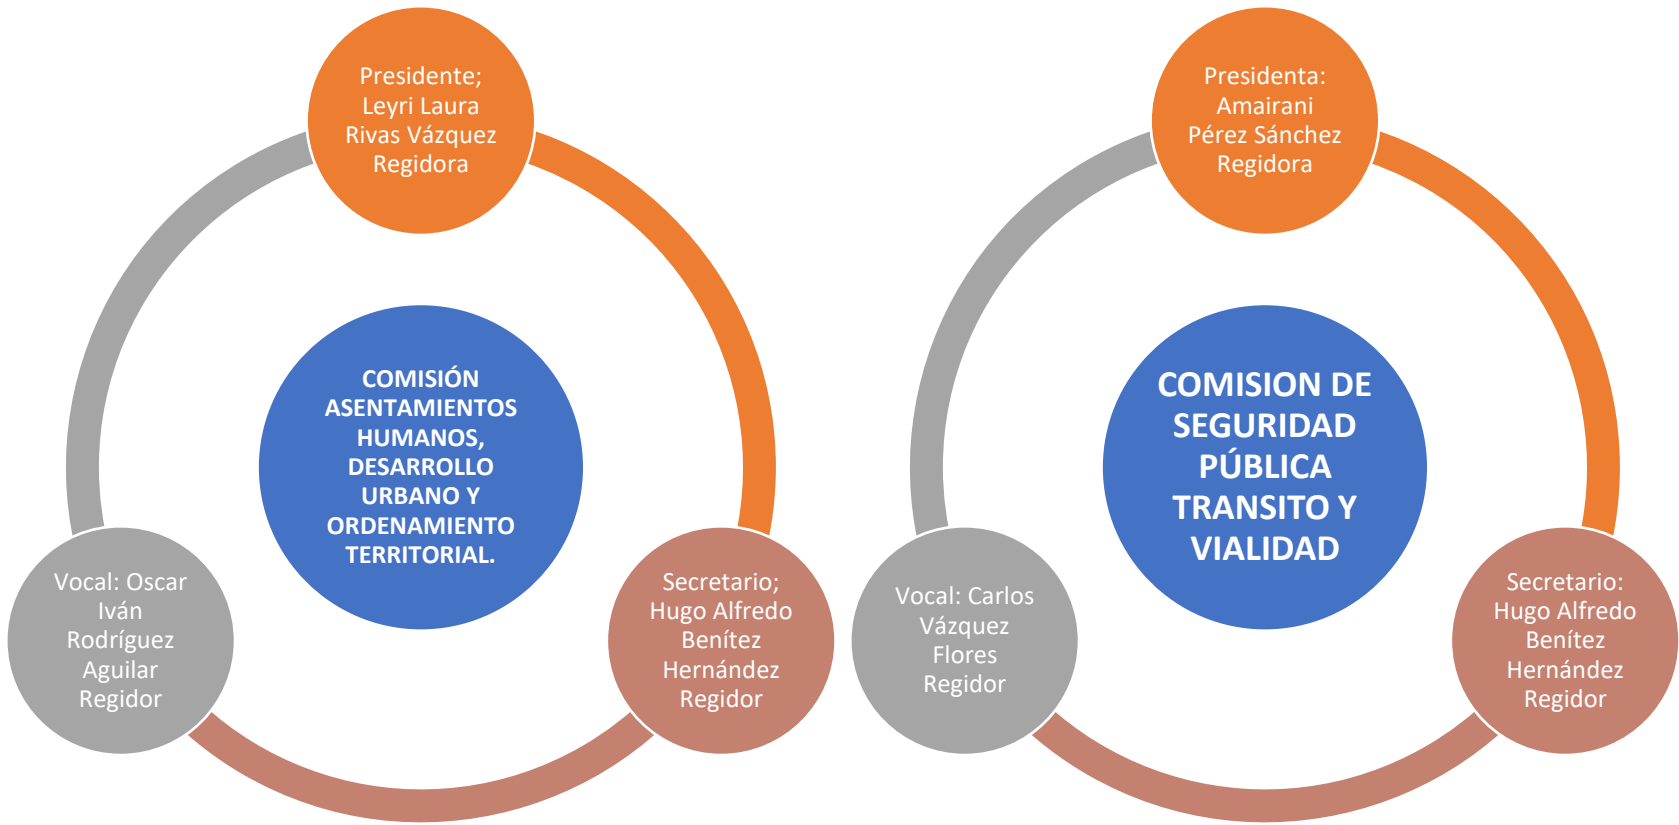 Presidente;
Leyri Laura
Rivas Vázquez
Regidora
COMISIÓN
ASENTAMIENTOS
HUMANOS,
DESARROLLO
URBANO Y
ORDENAMIENTO
TERRITORIAL.
Vocal: Oscar
Iván
Rodríguez
Aguilar
Regidor
Secretario;
Hugo Alfredo
Benítez
Hernández
Regidor
Presidenta:
Amairani
Pérez Sánchez
Regidora
COMISION DE
SEGURIDAD
PÚBLICA
TRANSITO Y
VIALIDAD
Vocal: Carlos
Vázquez
Flores
Regidor
Secretario:
Hugo Alfredo
Benítez
Hernández
Regidor